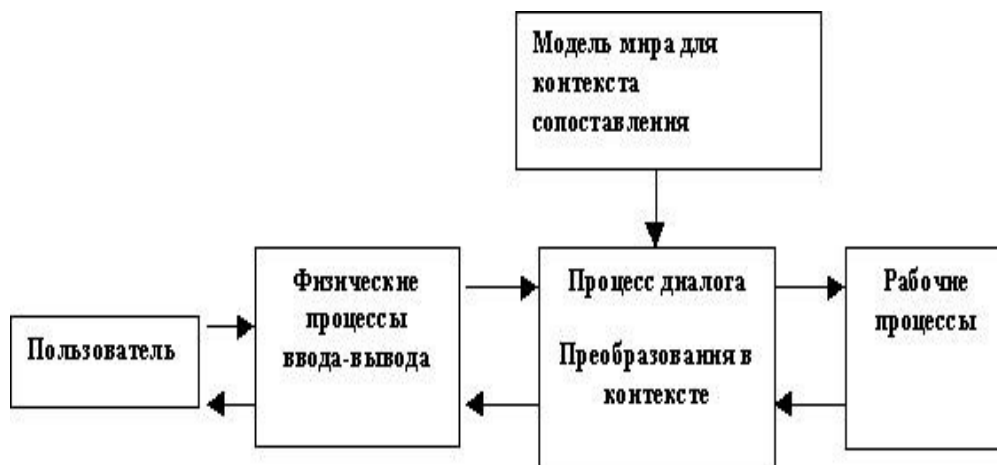 Модель мира для
контекста
сопоставления
Пользователь
Физические
процессы
ввода-вывода
Процесс диалога
Преобразования в
контексте
Рабочие
процессы